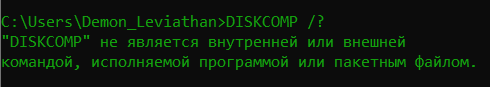 C:\Users\Demon_Leviathan>DISKCOMP /?
"DISKCOMP" не является внутренней или внешней
командой, исполняемой программой или пакетным файлом.